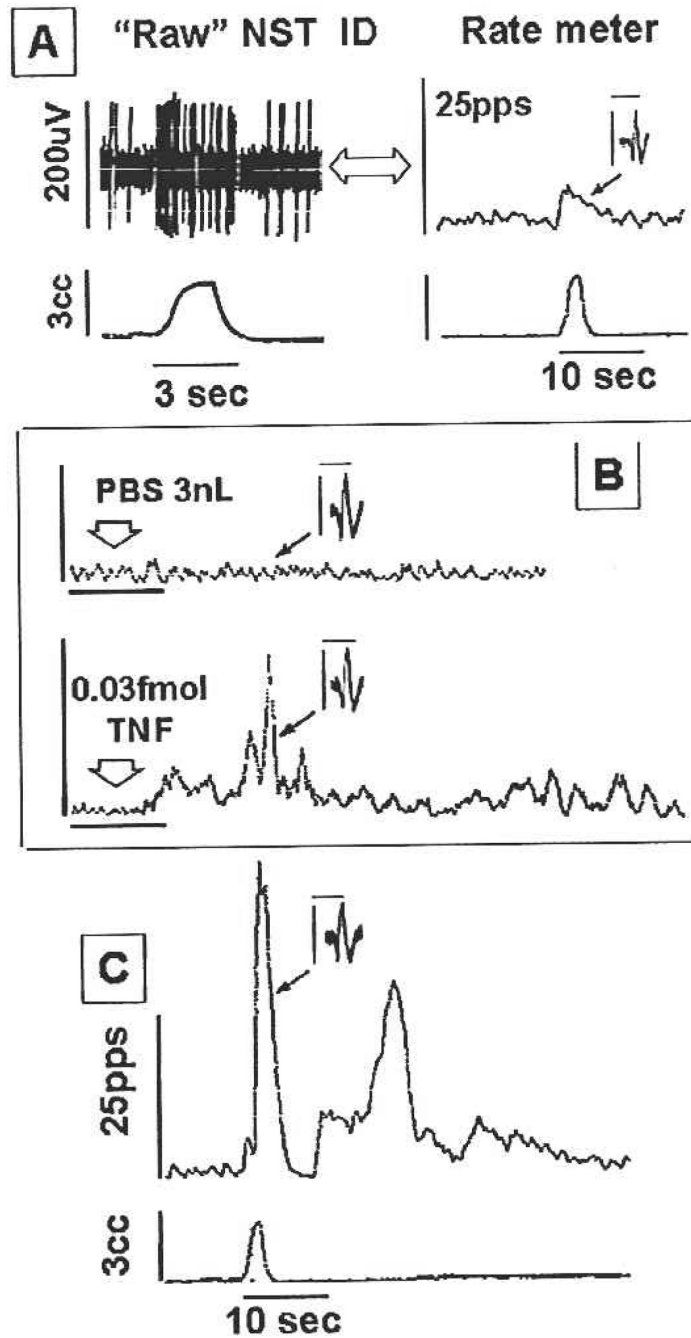 A
"Raw" NST ID
Rate meter
200uV
25pps
3cc
3 sec
10 sec
B
PBS 3nL
0.03fmol
TNF
C
25pps
3cc
10 sec